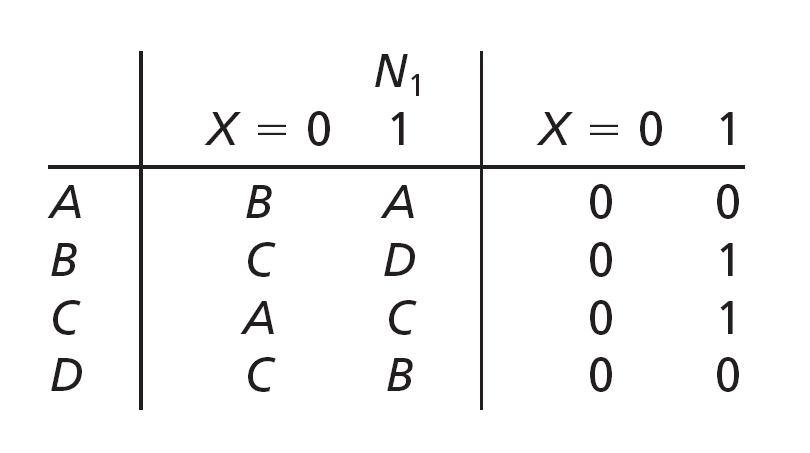 N₁
X = 0 1 X = 0 1
A B A 0 0
B C D 0 1
C A C 0 1
D C B 0 0